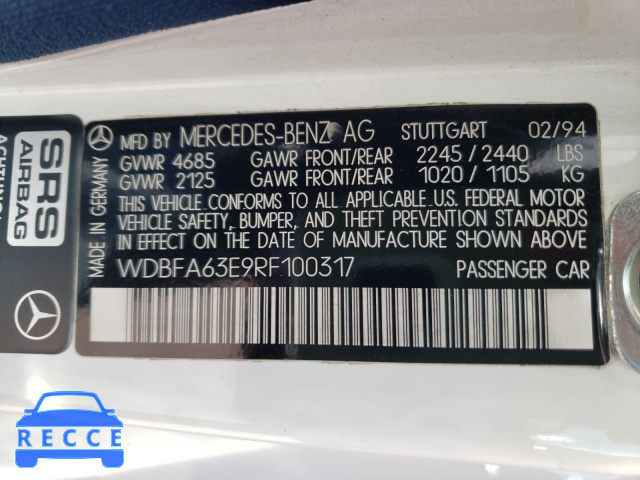 MFD BY MERCEDES-BENZ AG STUTTGART 02/94
GVWR 4685 GAWR FRONT/REAR 2245/2440 LBS
GVWR 2125 GAWR FRONT/REAR 1020/1105 KG
THIS VEHICLE CONFORMS TO ALL APPLICABLE U.S. FEDERAL MOTOR
VEHICLE SAFETY, BUMPER, AND THEFT PREVENTION STANDARDS
IN EFFECT ON THE DATE OF MANUFACTURE SHOWN ABOVE
WDBFA63E9RF100317 PASSENGER CAR
MADE IN GERMANY
SRS
AIRBAG
ACHTUNG
RECCE